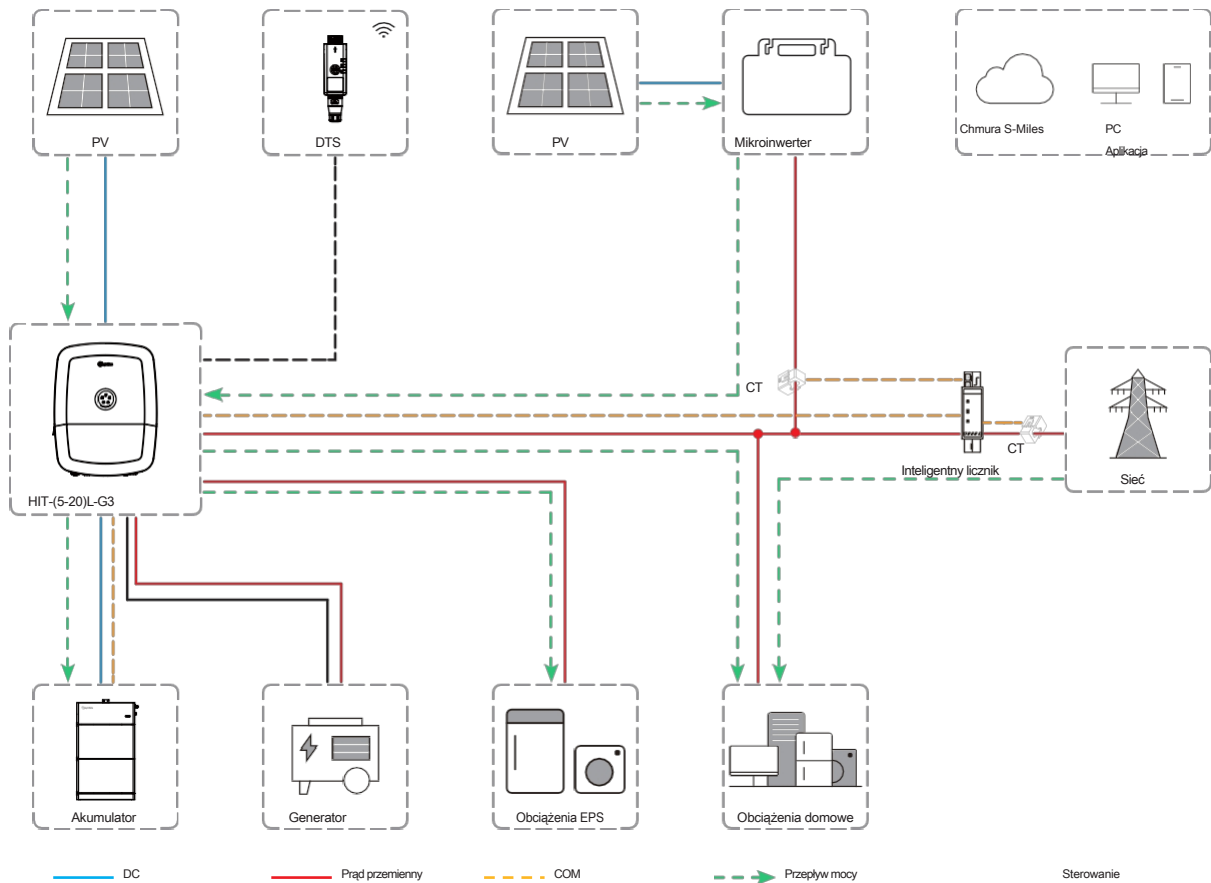 PV
DTS
PV
Mikroinwerter
Chmura S-Miles
PC
Aplikacja
CT
CT
Inteligentny licznik
Sieć
HIT-(5-20)L-G3
Akumulator
Generator
Obciążenia EPS
Obciążenia domowe
DC
Prąd przemienny
COM
Przepływ mocy
Sterowanie